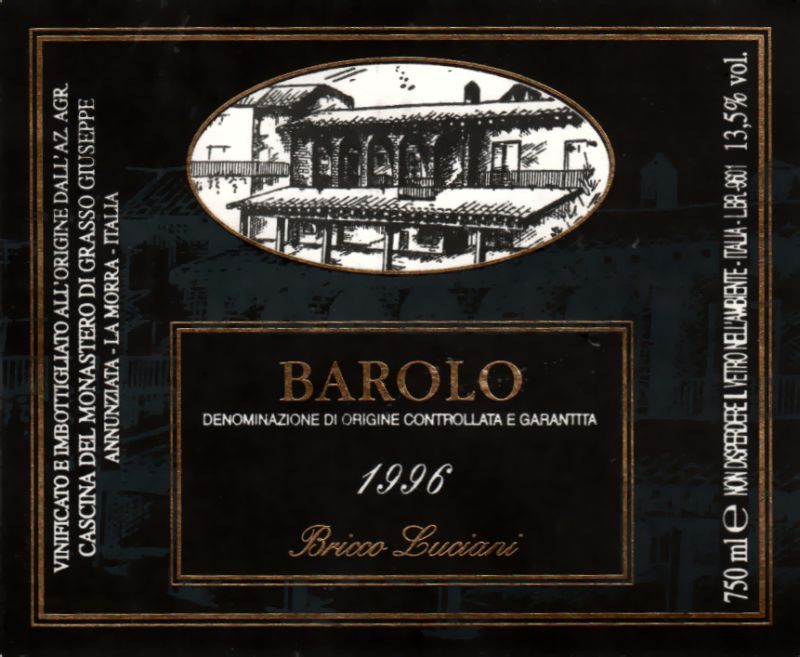 VINIFICATO E IMBOTTIGLIATO ALL'ORIGINE DALL'AZ. AGR.
CASCINA DEL MONASTERO DI GRASSO GIUSEPPE
ANNUNZIATA - LA MORRA - ITALIA
BAROLO
DENOMINAZIONE DI ORIGINE CONTROLLATA E GARANTITA
1996
Bricco Luciani
750 ml e NON DISPERDERE IL VETRO NELL'AMBIENTE - ITALIA - L.BR. 9601 13,5% vol.